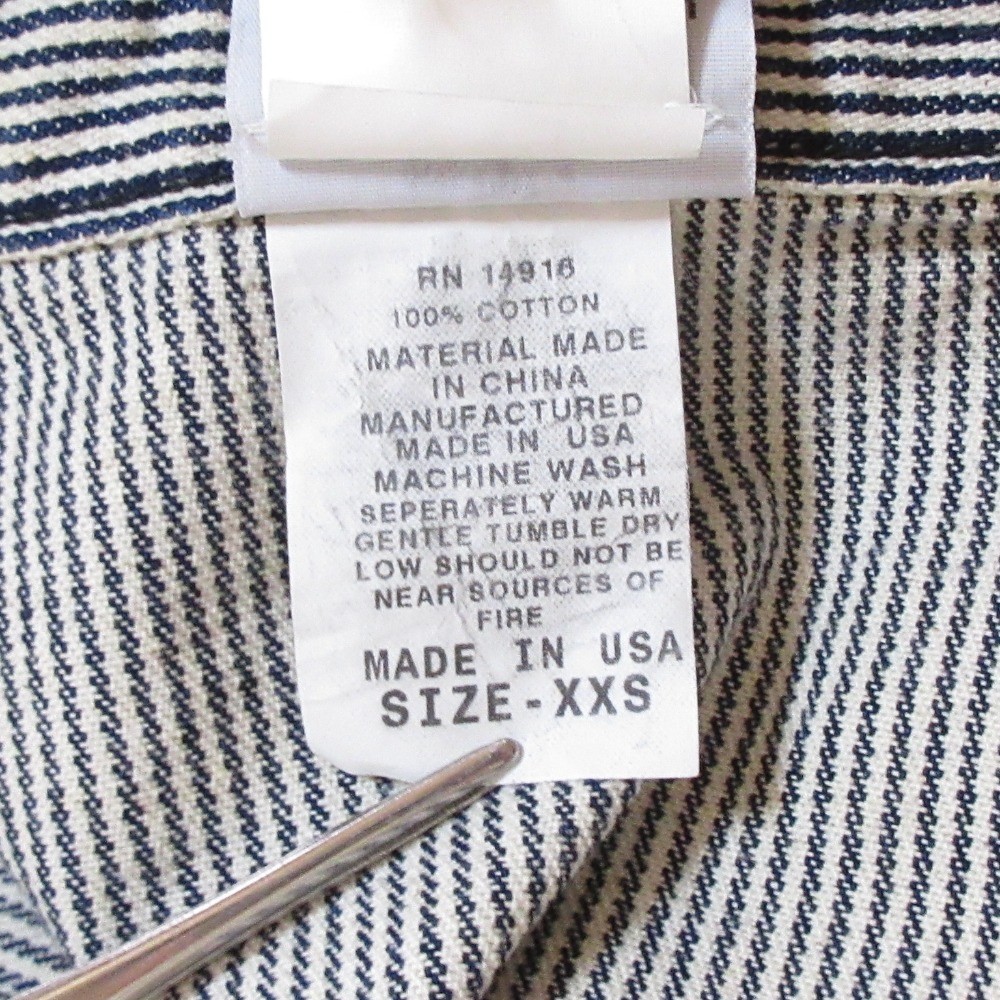 RN 14916
100% COTTON
MATERIAL MADE
IN CHINA
MANUFACTURED
MADE IN USA
MACHINE WASH
SEPERATELY WARM
GENTLE TUMBLE DRY
LOW SHOULD NOT BE
NEAR SOURCES OF
FIRE
MADE IN USA
SIZE-XXS